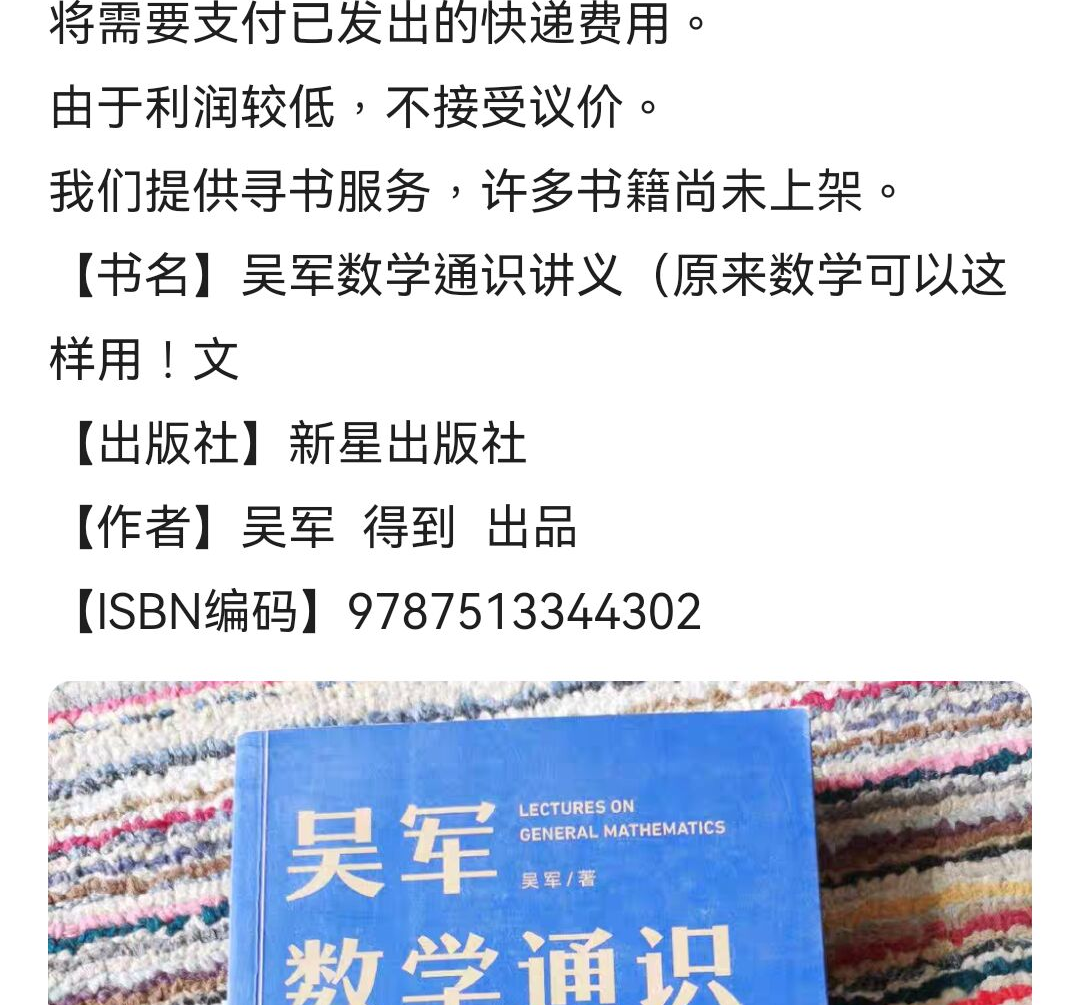 将需要支付已发出的快递费用。
由于利润较低，不接受议价。
我们提供寻书服务，许多书籍尚未上架。
【书名】吴军数学通识讲义（原来数学可以这
样用！文
【出版社】新星出版社
【作者】吴军 得到 出品
【ISBN编码】9787513344302
吴军
LECTURES ON
GENERAL MATHEMATICS
吴军/著
数学通识